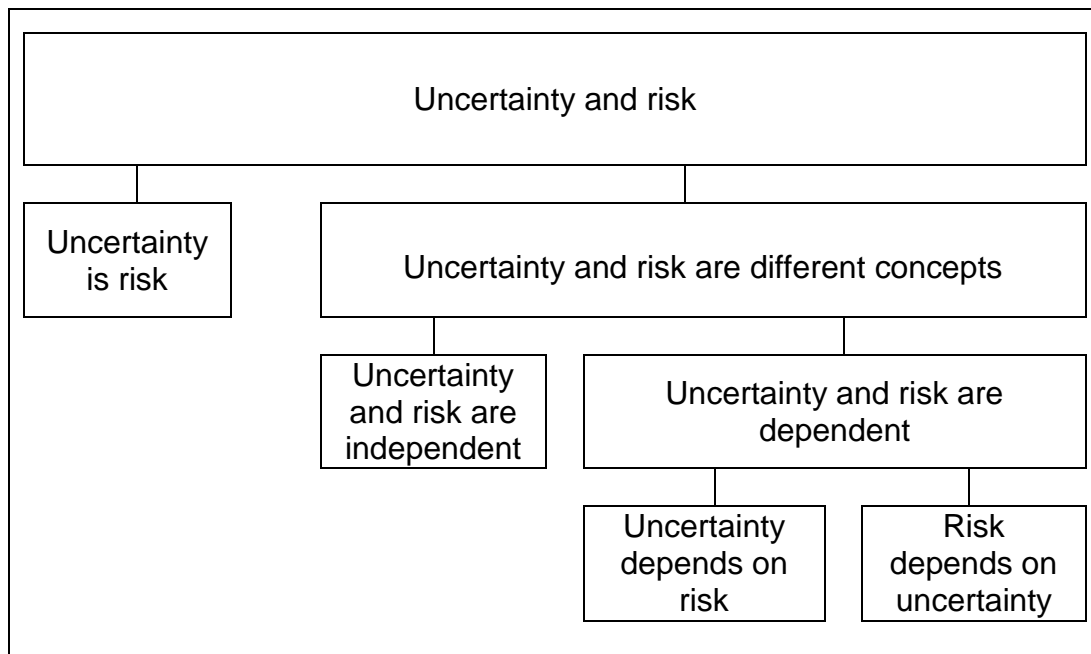 Uncertainty and risk
Uncertainty
is risk
Uncertainty and risk are different concepts
Uncertainty
and risk are
independent
Uncertainty and risk are
dependent
Uncertainty
depends on
risk
Risk
depends on
uncertainty